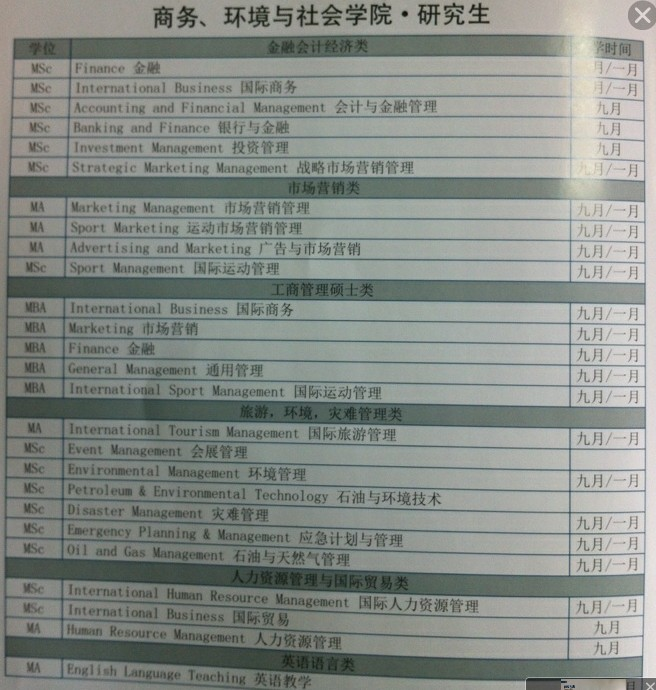 商务、环境与社会学院·研究生
学位 金融会计经济类 学时间
MSc Finance 金融 月/一月
MSc International Business 国际商务 月/一月
MSc Accounting and Financial Management 会计与金融管理 九月
MSc Banking and Finance 银行与金融 九月
MSc Investment Management 投资管理 九月
MSc Strategic Marketing Management 战略市场营销管理 九月/一月
市场营销类
MA Marketing Management 市场营销管理 九月/一月
MA Sport Marketing 运动市场营销管理 九月/一月
MA Advertising and Marketing 广告与市场营销 九月/一月
MSc Sport Management 国际运动管理 九月/一月
工商管理硕士类
MBA International Business 国际商务 九月/一月
MBA Marketing 市场营销 九月/一月
MBA Finance 金融 九月/一月
MBA General Management 通用管理 九月/一月
MBA International Sport Management 国际运动管理 九月/一月
旅游，环境，灾难管理类
MA International Tourism Management 国际旅游管理 九月/一月
MSc Event Management 会展管理
MSc Environmental Management 环境管理 九月/一月
MSc Petroleum & Environmental Technology 石油与环境技术
MSc Disaster Management 灾难管理 九月/一月
MSc Emergency Planning & Management 应急计划与管理 九月/一月
MSc Oil and Gas Management 石油与天然气管理 九月/一月
人力资源管理与国际贸易类
MSc International Human Resource Management 国际人力资源管理 九月/一月
MSc International Business 国际贸易 九月
MA Human Resource Management 人力资源管理 九月
英语语言类
MA English Language Teaching 英语教学 月